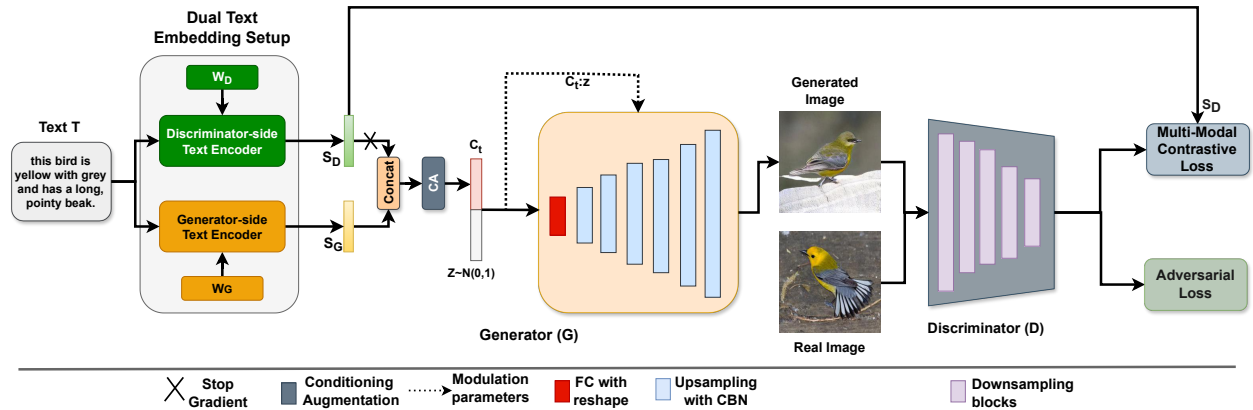 Dual Text
Embedding Setup
W_D
Discriminator-side
Text Encoder
Text T
this bird is
yellow with grey
and has a long,
pointy beak.
Generator-side
Text Encoder
W_G
S_D
S_G
Concat
CA
C_t
Z~N(0,1)
C_t:z
Generator (G)
Generated
Image
Real Image
Discriminator (D)
S_D
Multi-Modal
Contrastive
Loss
Adversarial
Loss
Stop
Gradient
Conditioning
Augmentation
Modulation
parameters
FC with
reshape
Upsampling
with CBN
Downsampling
blocks